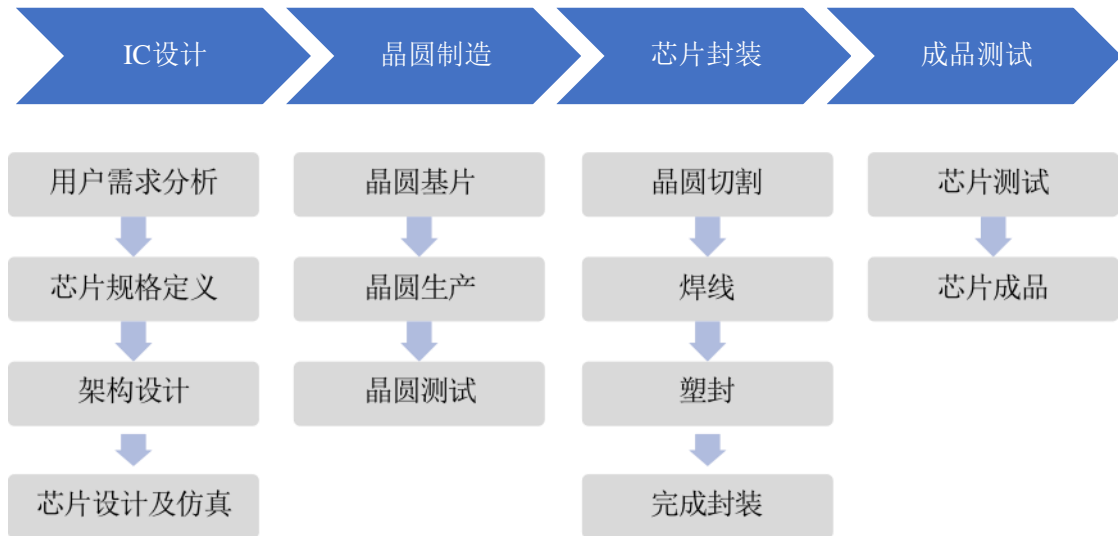 IC设计
晶圆制造
芯片封装
成品测试
用户需求分析
芯片规格定义
架构设计
芯片设计及仿真
晶圆基片
晶圆生产
晶圆测试
晶圆切割
焊线
塑封
完成封装
芯片测试
芯片成品